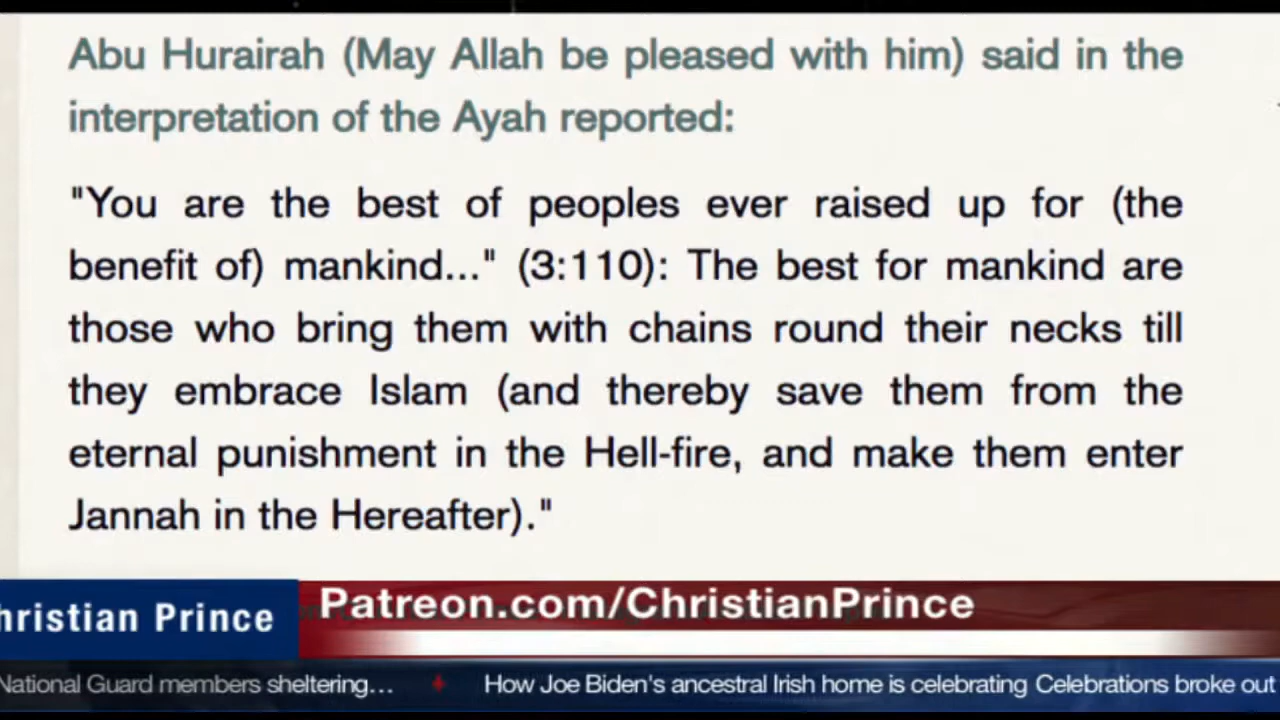 Abu Hurairah (May Allah be pleased with him) said in the
interpretation of the Ayah reported:
"You are the best of peoples ever raised up for (the
benefit of) mankind..." (3:110): The best for mankind are
those who bring them with chains round their necks till
they embrace Islam (and thereby save them from the
eternal punishment in the Hell-fire, and make them enter
Jannah in the Hereafter)."
hristian Prince
Patreon.com/ChristianPrince
National Guard members sheltering... How Joe Biden's ancestral Irish home is celebrating Celebrations broke out